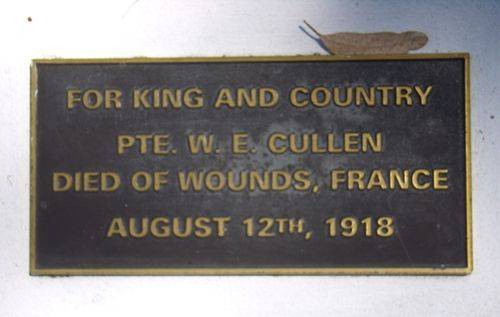 FOR KING AND COUNTRY
PTE. W. E. CULLEN
DIED OF WOUNDS, FRANCE
AUGUST 12TH, 1918